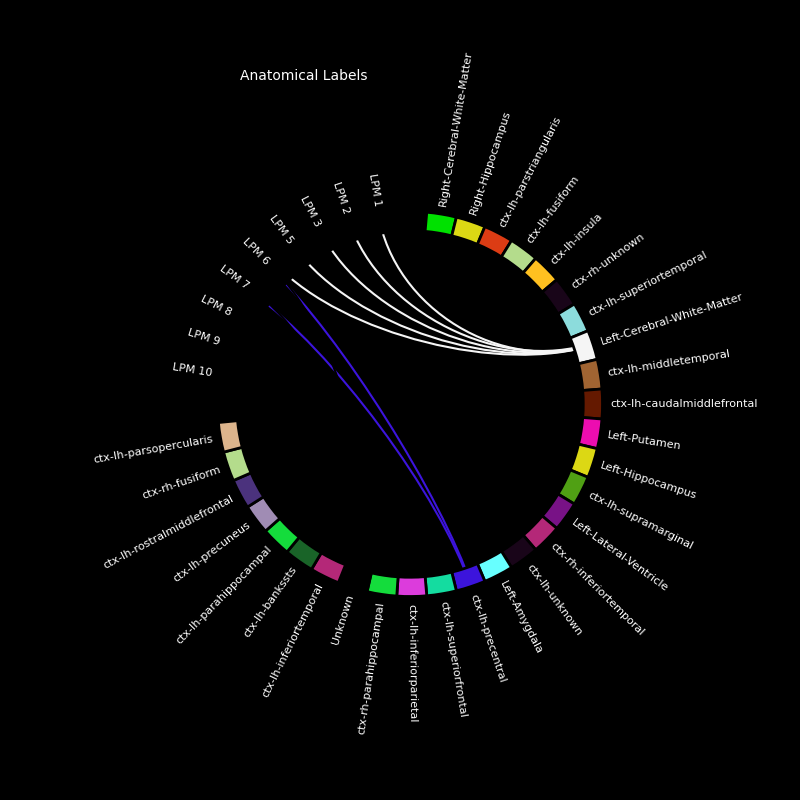 Anatomical Labels
LPM 1
LPM 2
LPM 3
LPM 5
LPM 6
LPM 7
LPM 8
LPM 9
LPM 10
ctx-lh-parsopercularis
ctx-rh-fusiform
ctx-lh-rostralmiddlefrontal
ctx-lh-precuneus
ctx-lh-parahippocampal
ctx-lh-bankssts
ctx-lh-inferiortemporal
Unknown
ctx-rh-parahippocampal
ctx-lh-inferiorparietal
ctx-lh-superiorfrontal
ctx-lh-precentral
Left-Amygdala
ctx-lh-unknown
ctx-rh-inferiortemporal
Left-Lateral-Ventricle
ctx-lh-supramarginal
Left-Hippocampus
Left-Putamen
ctx-lh-caudalmiddlefrontal
ctx-lh-middletemporal
Left-Cerebral-White-Matter
ctx-lh-superiortemporal
ctx-rh-unknown
ctx-lh-insula
ctx-lh-fusiform
ctx-lh-parstriangularis
Right-Hippocampus
Right-Cerebral-White-Matter